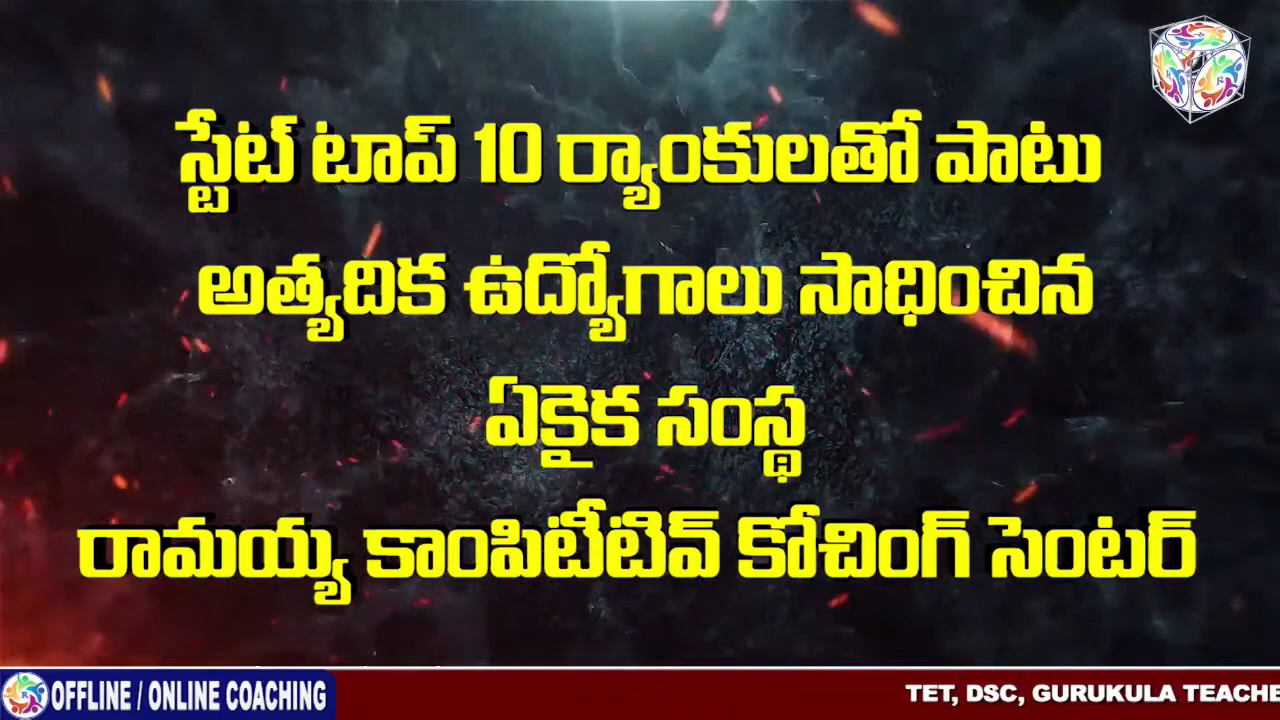 స్టేట్ టాప్ 10 ర్యాంకులతో పాటు
అత్యదిక ఉద్యోగాలు సాధించిన
ఏకైక సంస్థ
రామయ్య కాంపిటీటివ్ కోచింగ్ సెంటర్
OFFLINE / ONLINE COACHING
TET, DSC, GURUKULA TEACHE